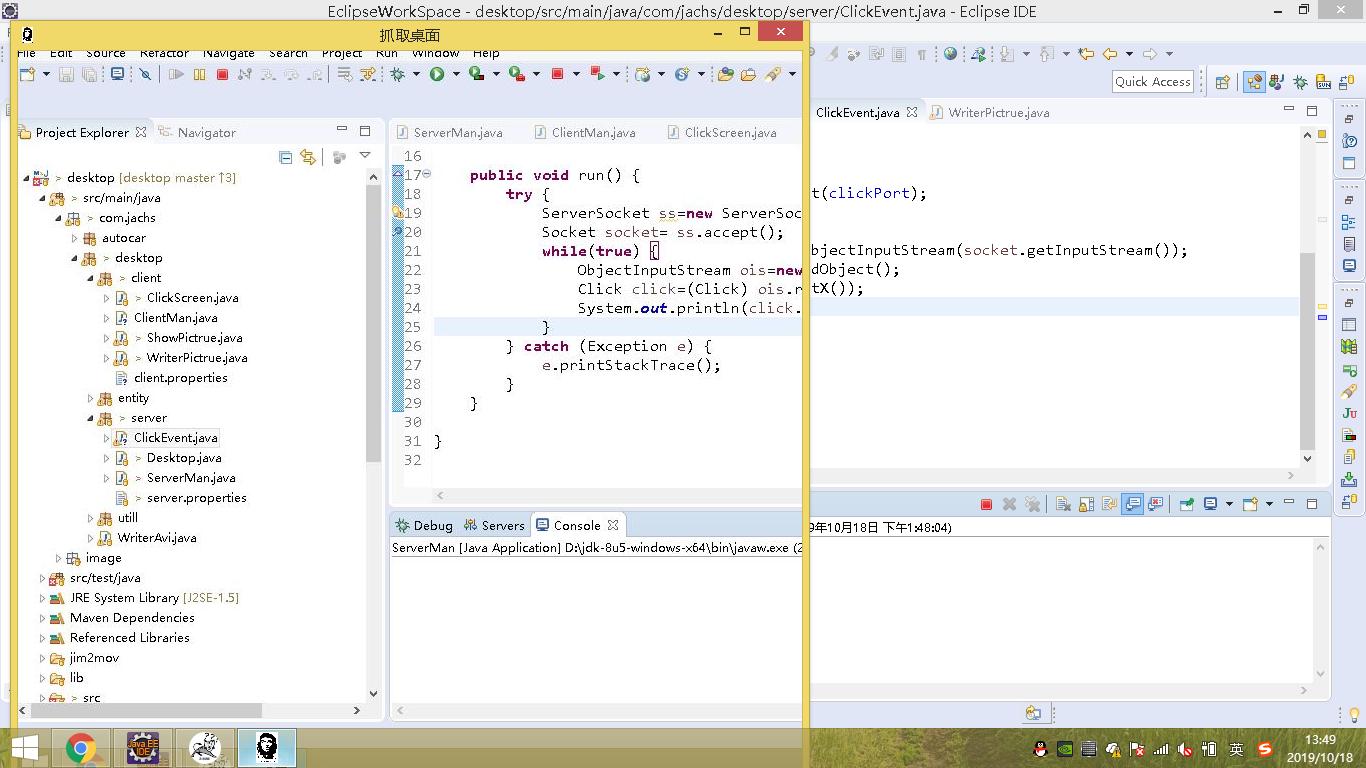 EclipseWorkSpace - desktop/src/main/java/com/jachs/desktop/server/ClickEvent.java - Eclipse IDE
抓取桌面
File Edit Source Refactor Navigate Search Project Run Window Help
Quick Access
Project Explorer
Navigator
ServerMan.java
ClientMan.java
ClickScreen.java
ClickEvent.java
WriterPictrue.java
> desktop [desktop master ↑3]
> src/main/java
> com.jachs
autocar
> desktop
> client
> ClickScreen.java
ClientMan.java
> ShowPictrue.java
> WriterPictrue.java
client.properties
entity
> server
ClickEvent.java
> Desktop.java
> ServerMan.java
> server.properties
utill
WriterAvi.java
> image
src/test/java
JRE System Library [J2SE-1.5]
Maven Dependencies
Referenced Libraries
jim2mov
lib
> src
16
17 public void run() {
18 try {
19 ServerSocket ss=new ServerSoc
t(clickPort);
20 Socket socket= ss.accept();
21 while(true) {
22 ObjectInputStream ois=new
bjectInputStream(socket.getInputStream());
23 Click click=(Click) ois.r
dObject();
24 System.out.println(click.
tX());
25 }
26 } catch (Exception e) {
27 e.printStackTrace();
28 }
29 }
30
31 }
32
Debug
Servers
Console
ServerMan [Java Application] D:\jdk-8u5-windows-x64\bin\javaw.exe (2
9年10月18日 下午1:48:04)
Java EE
IDE
英
13:49
2019/10/18